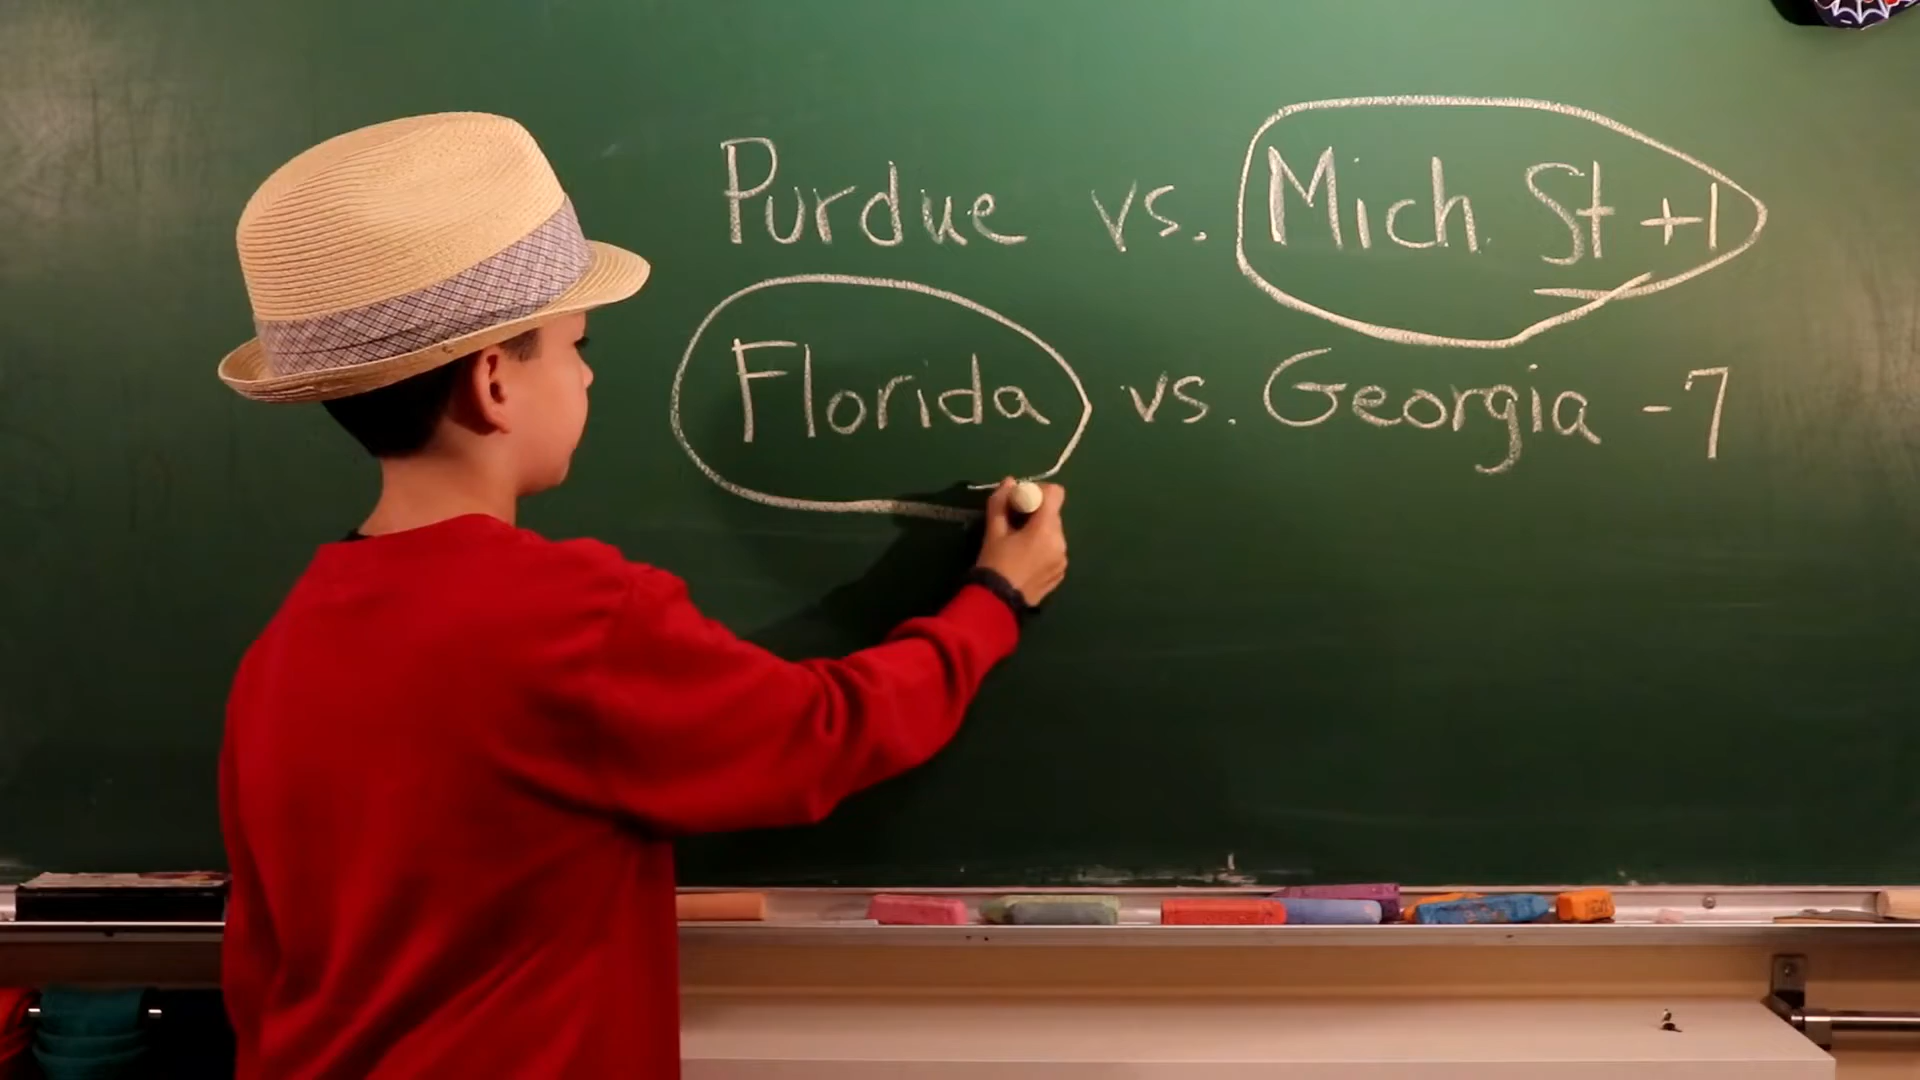 Purdue vs. Mich. St +1
Florida vs. Georgia -7